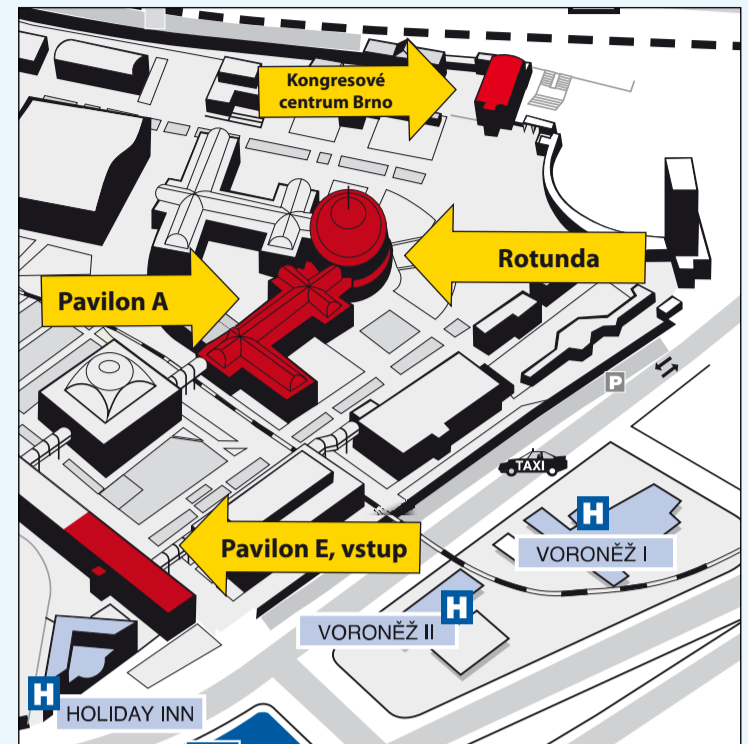 Kongresové
centrum Brno
Rotunda
Pavilon A
P
TAXI
H
VORONĚŽ I
Pavilon E, vstup
H
VORONĚŽ II
H
HOLIDAY INN